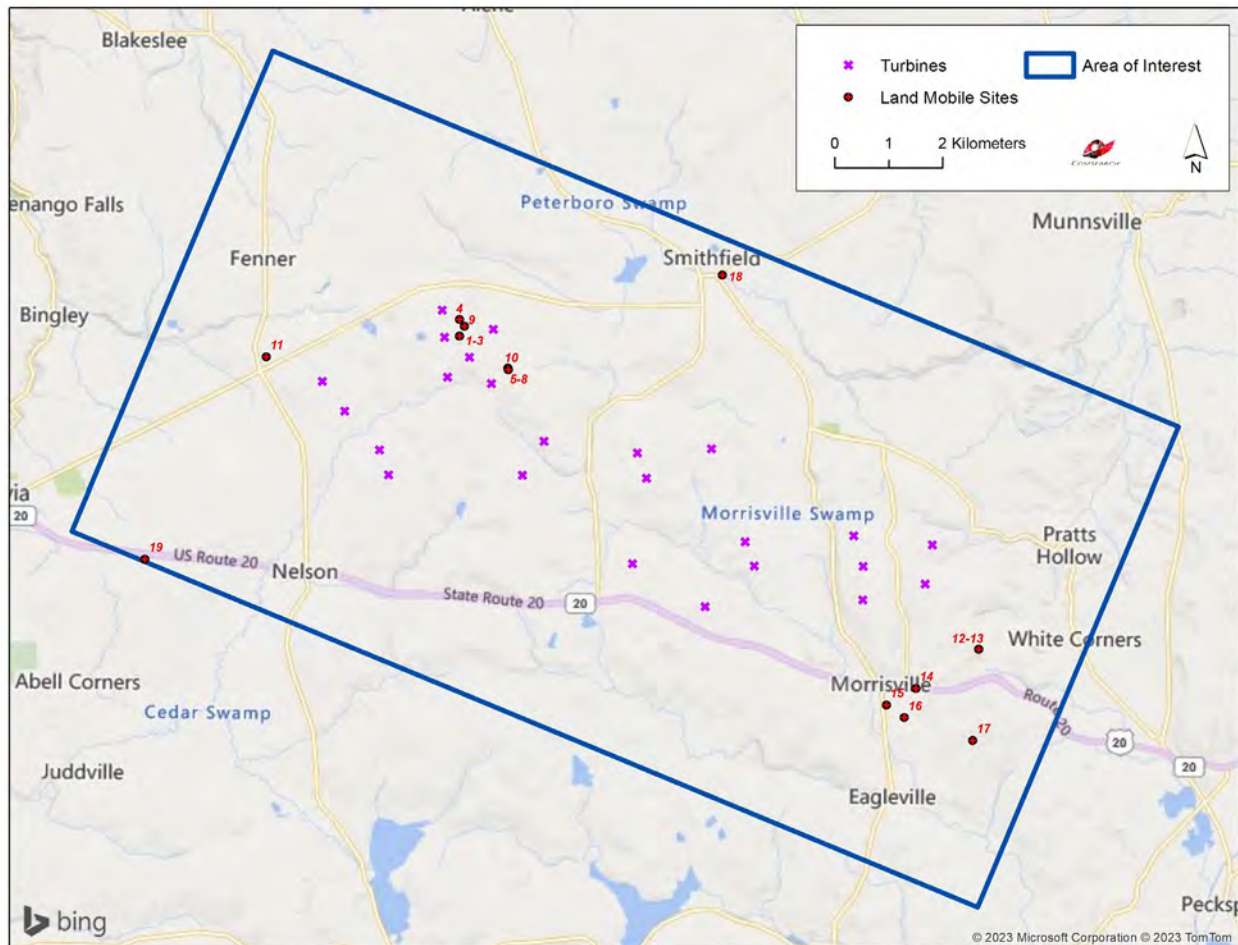 Blakeslee
Turbines
Area of Interest
Land Mobile Sites
0 1 2 Kilometers
COMSEARCH
N
enango Falls
Peterboro Swamp
Munnsville
Fenner
Smithfield
18
Bingley
4
9
1-3
11
10
5-8
via
20
Morrisville Swamp
Pratts
Hollow
19
US Route 20
Nelson
State Route 20
20
12-13
White Corners
Abell Corners
Morrisville
14
15
Cedar Swamp
16
Route 20
17
20
20
Juddville
Eagleville
Pecksp
bing
© 2023 Microsoft Corporation © 2023 TomTom